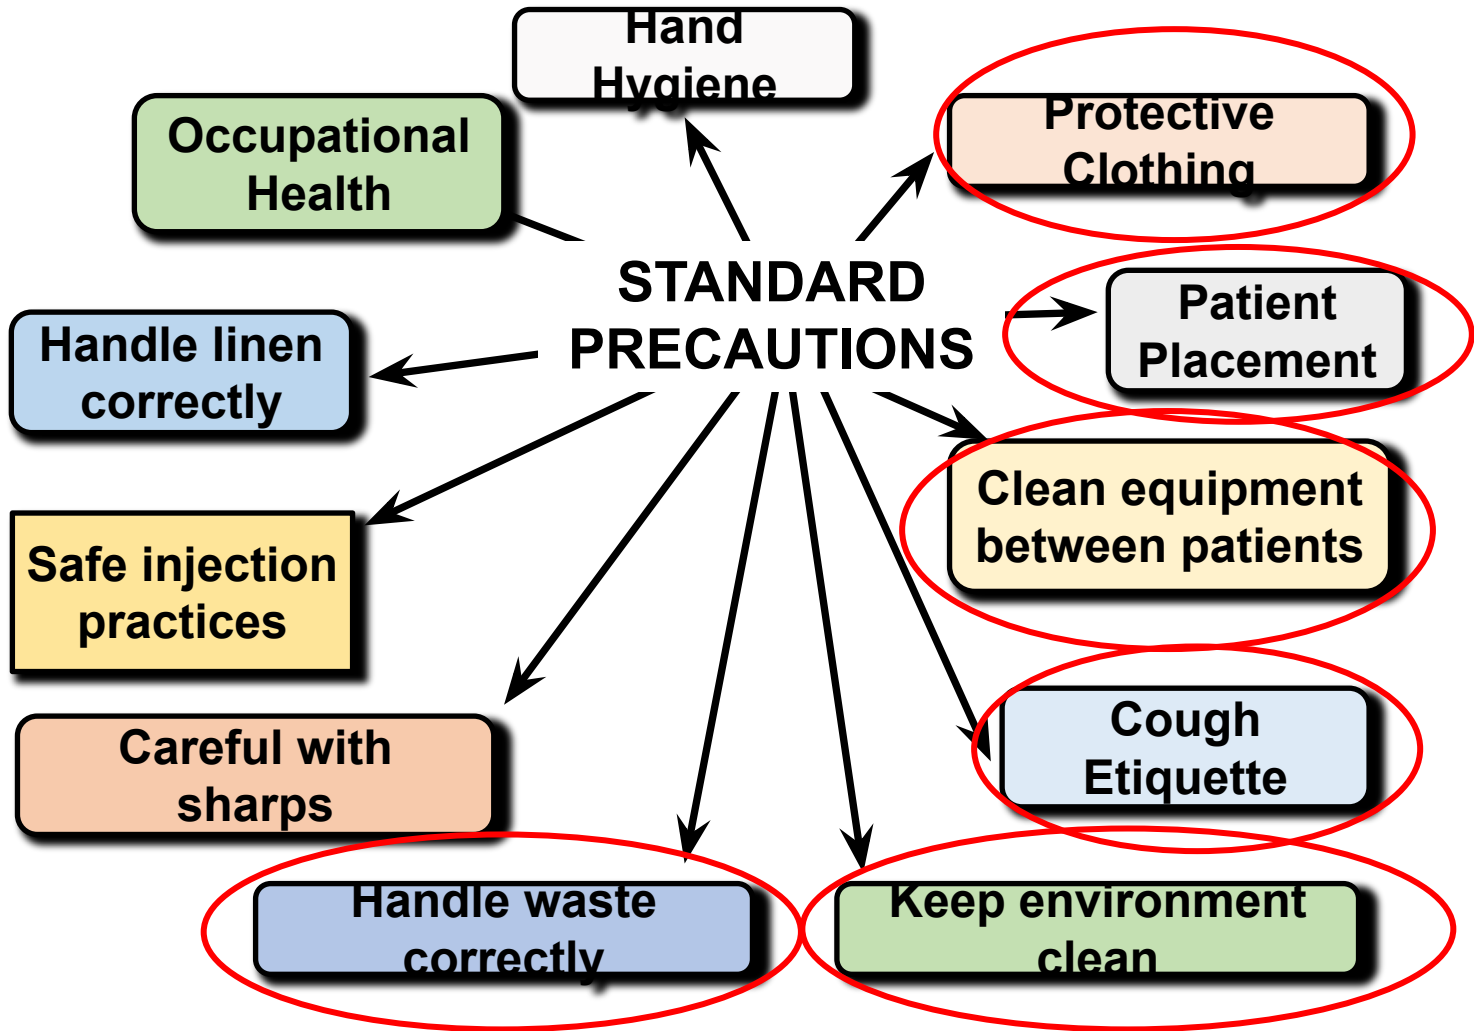 Hand
Hygiene
Protective
Clothing
Occupational
Health
STANDARD
PRECAUTIONS
Patient
Placement
Handle linen
correctly
Clean equipment
between patients
Safe injection
practices
Cough
Etiquette
Careful with
sharps
Handle waste
correctly
Keep environment
clean